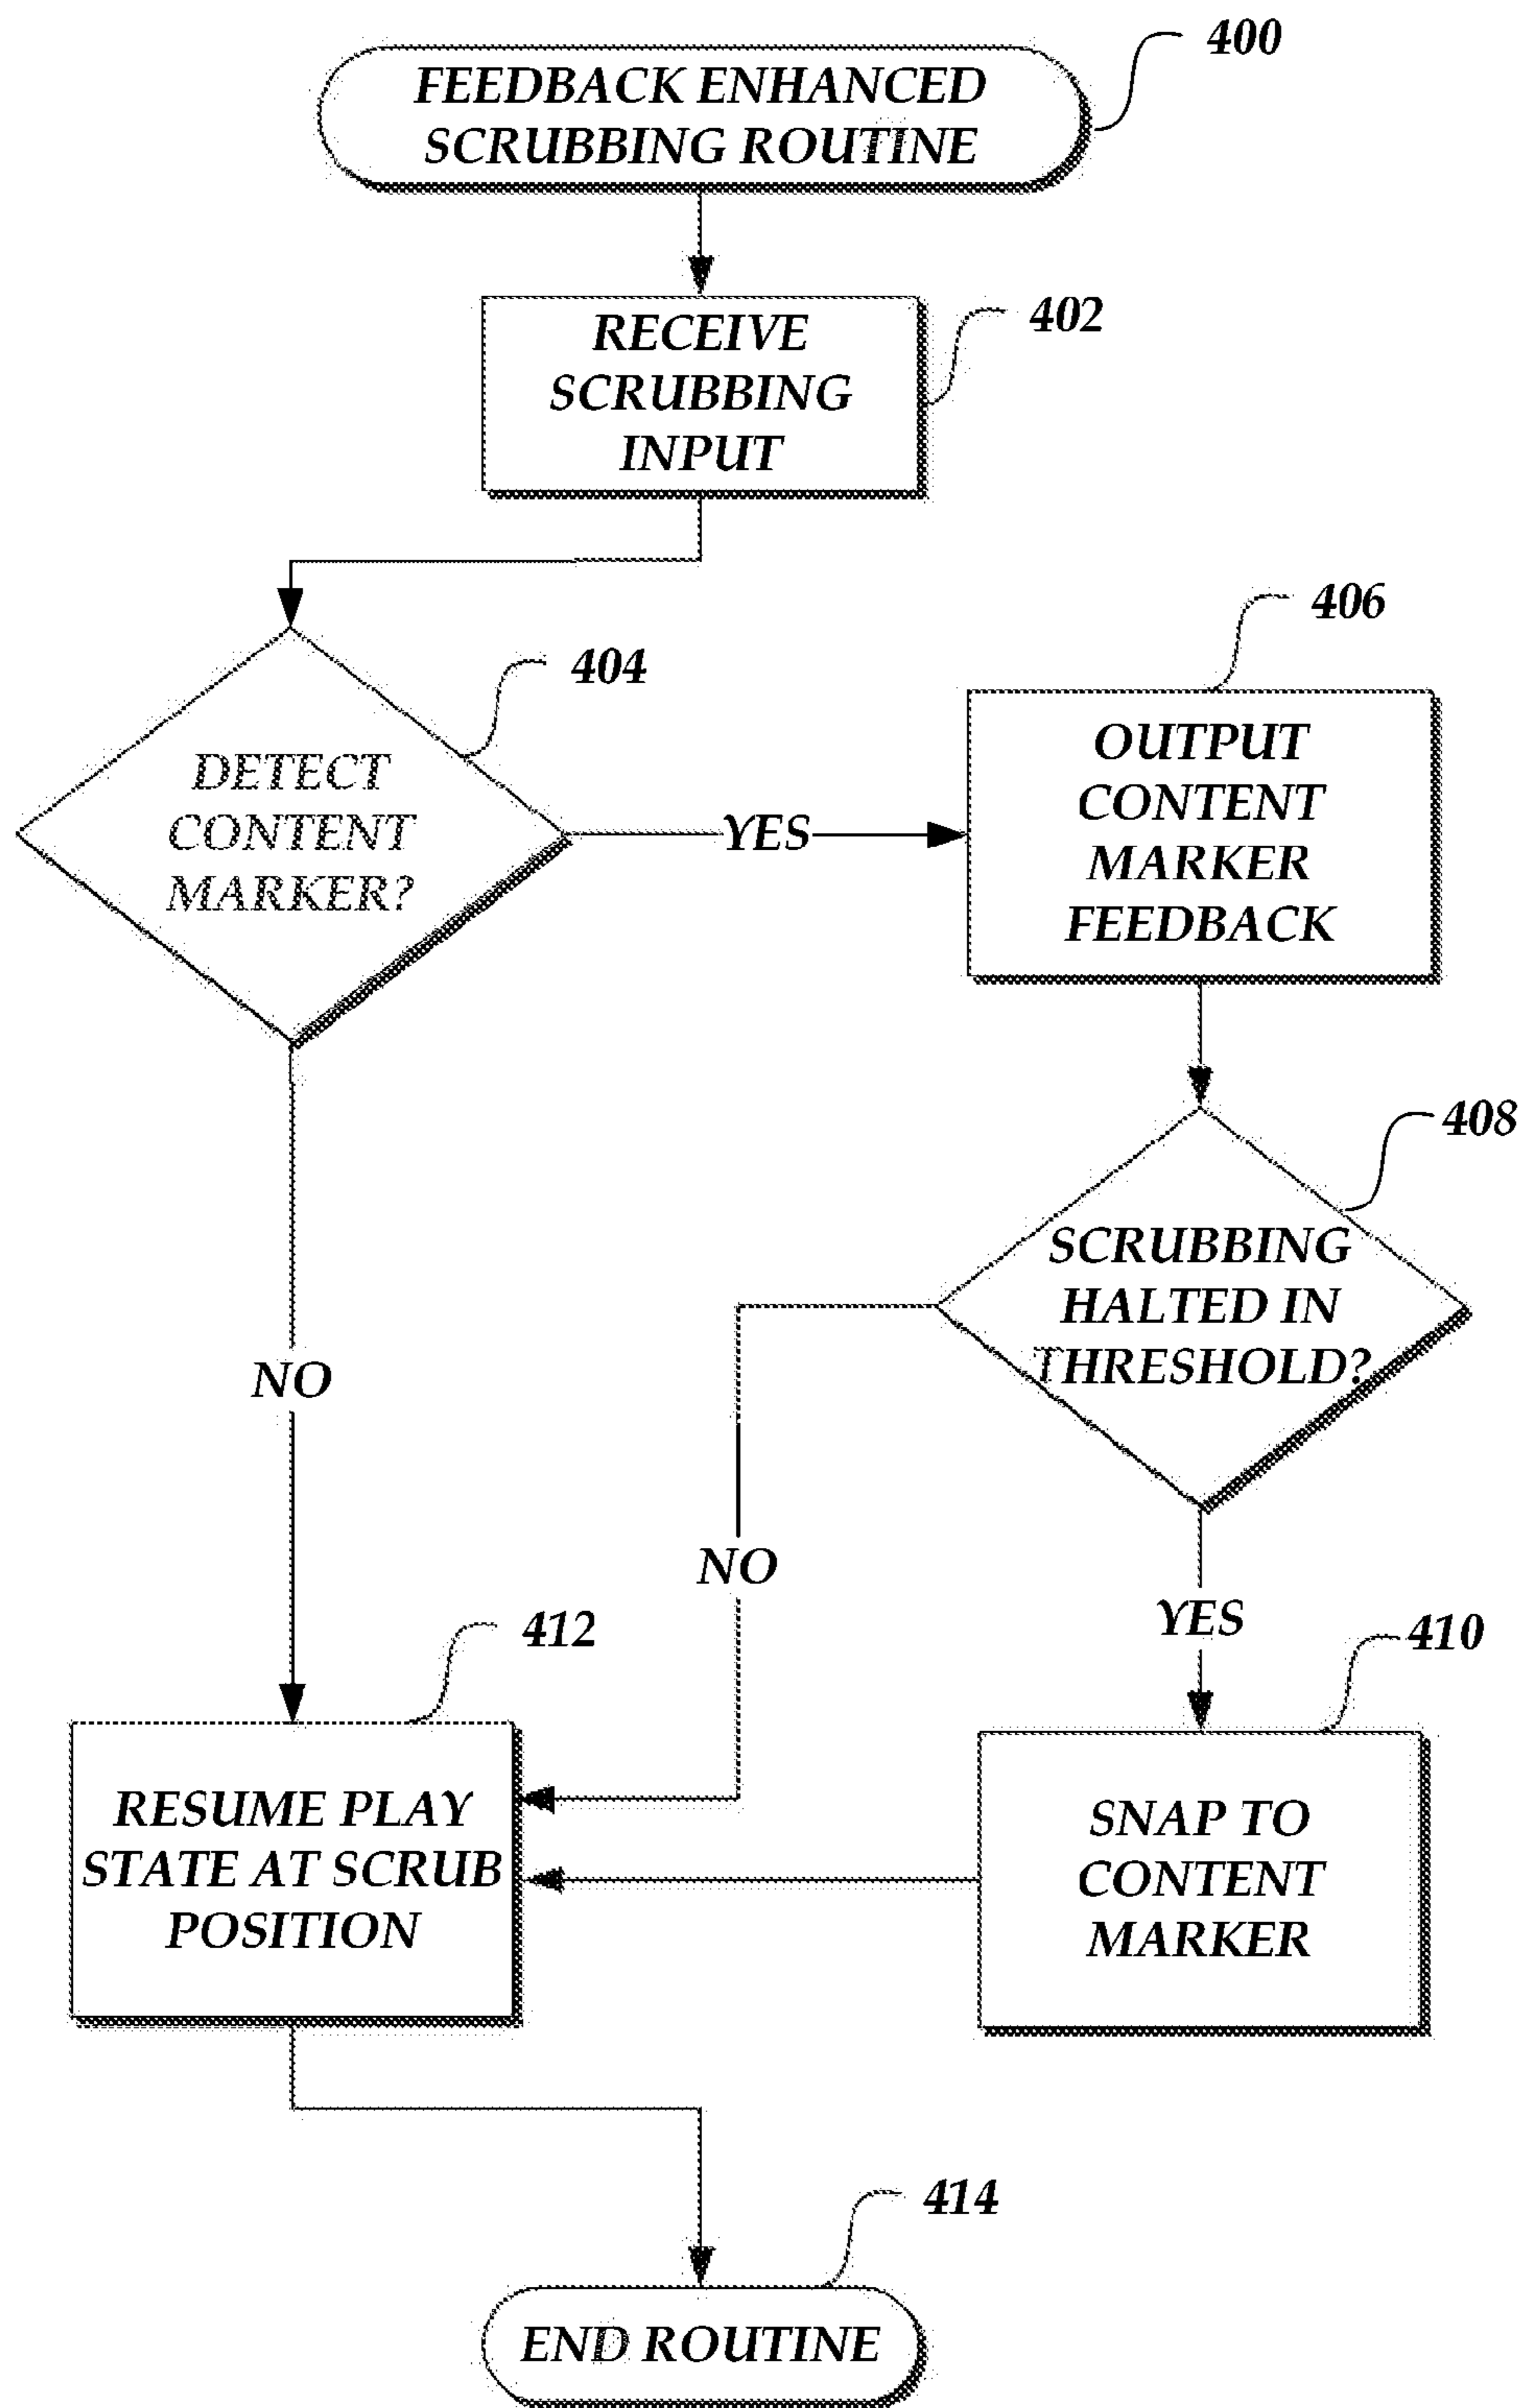 400
FEEDBACK ENHANCED
SCRUBBING ROUTINE
402
RECEIVE
SCRUBBING
INPUT
404
DETECT
CONTENT
MARKER?
YES
406
OUTPUT
CONTENT
MARKER
FEEDBACK
408
SCRUBBING
HALTED IN
THRESHOLD?
NO
NO
YES
412
410
RESUME PLAY
STATE AT SCRUB
POSITION
SNAP TO
CONTENT
MARKER
414
END ROUTINE